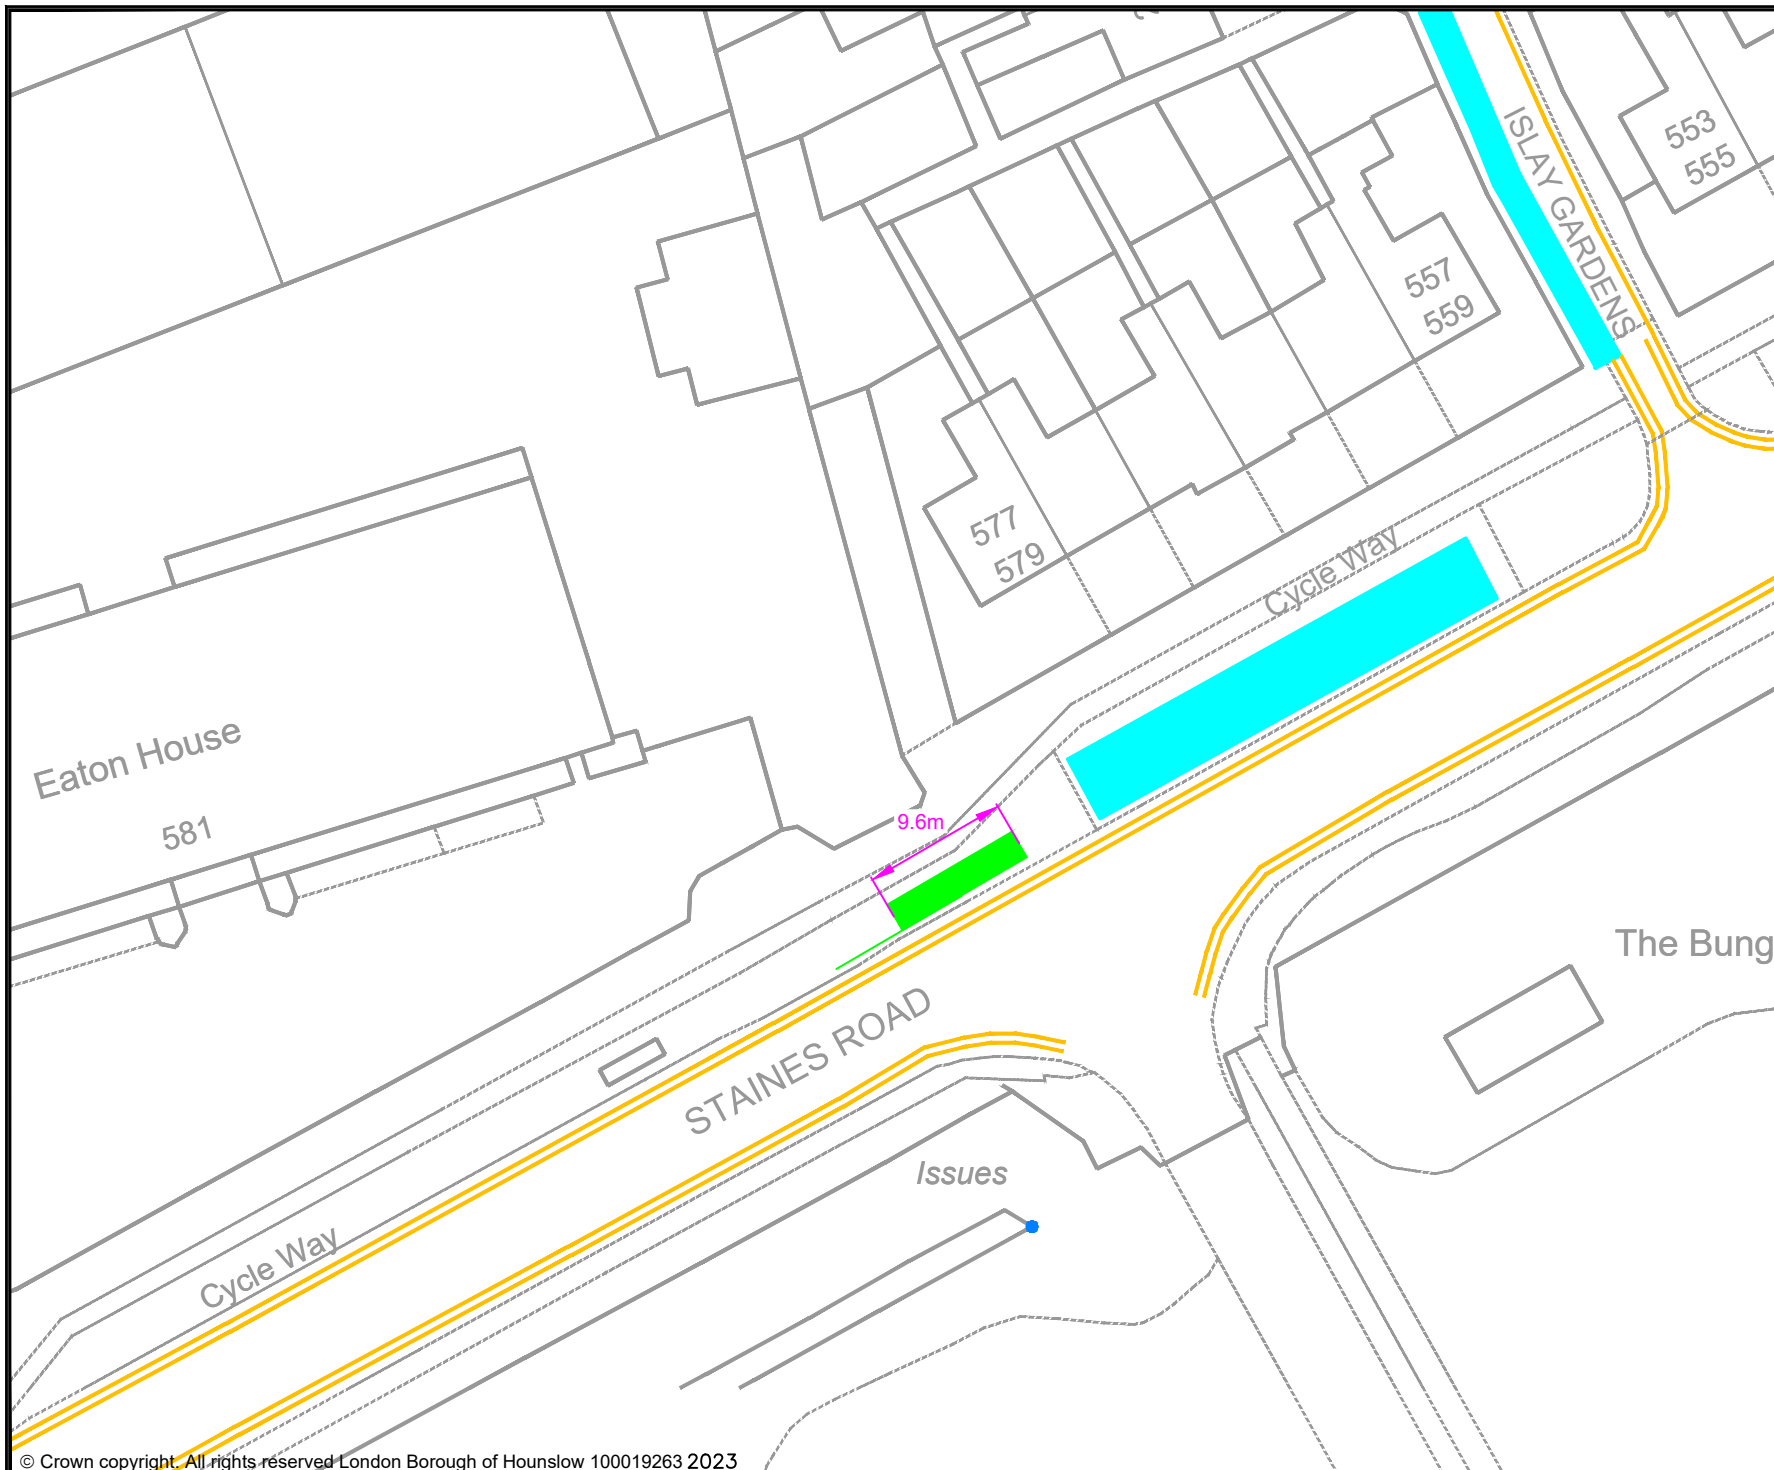 ISLAY GARDENS
553
555
557
559
577
579
Cycle Way
Eaton House
581
9.6m
The Bung
STAINES ROAD
Issues
Cycle Way
© Crown copyright. All rights reserved London Borough of Hounslow 100019263 2023